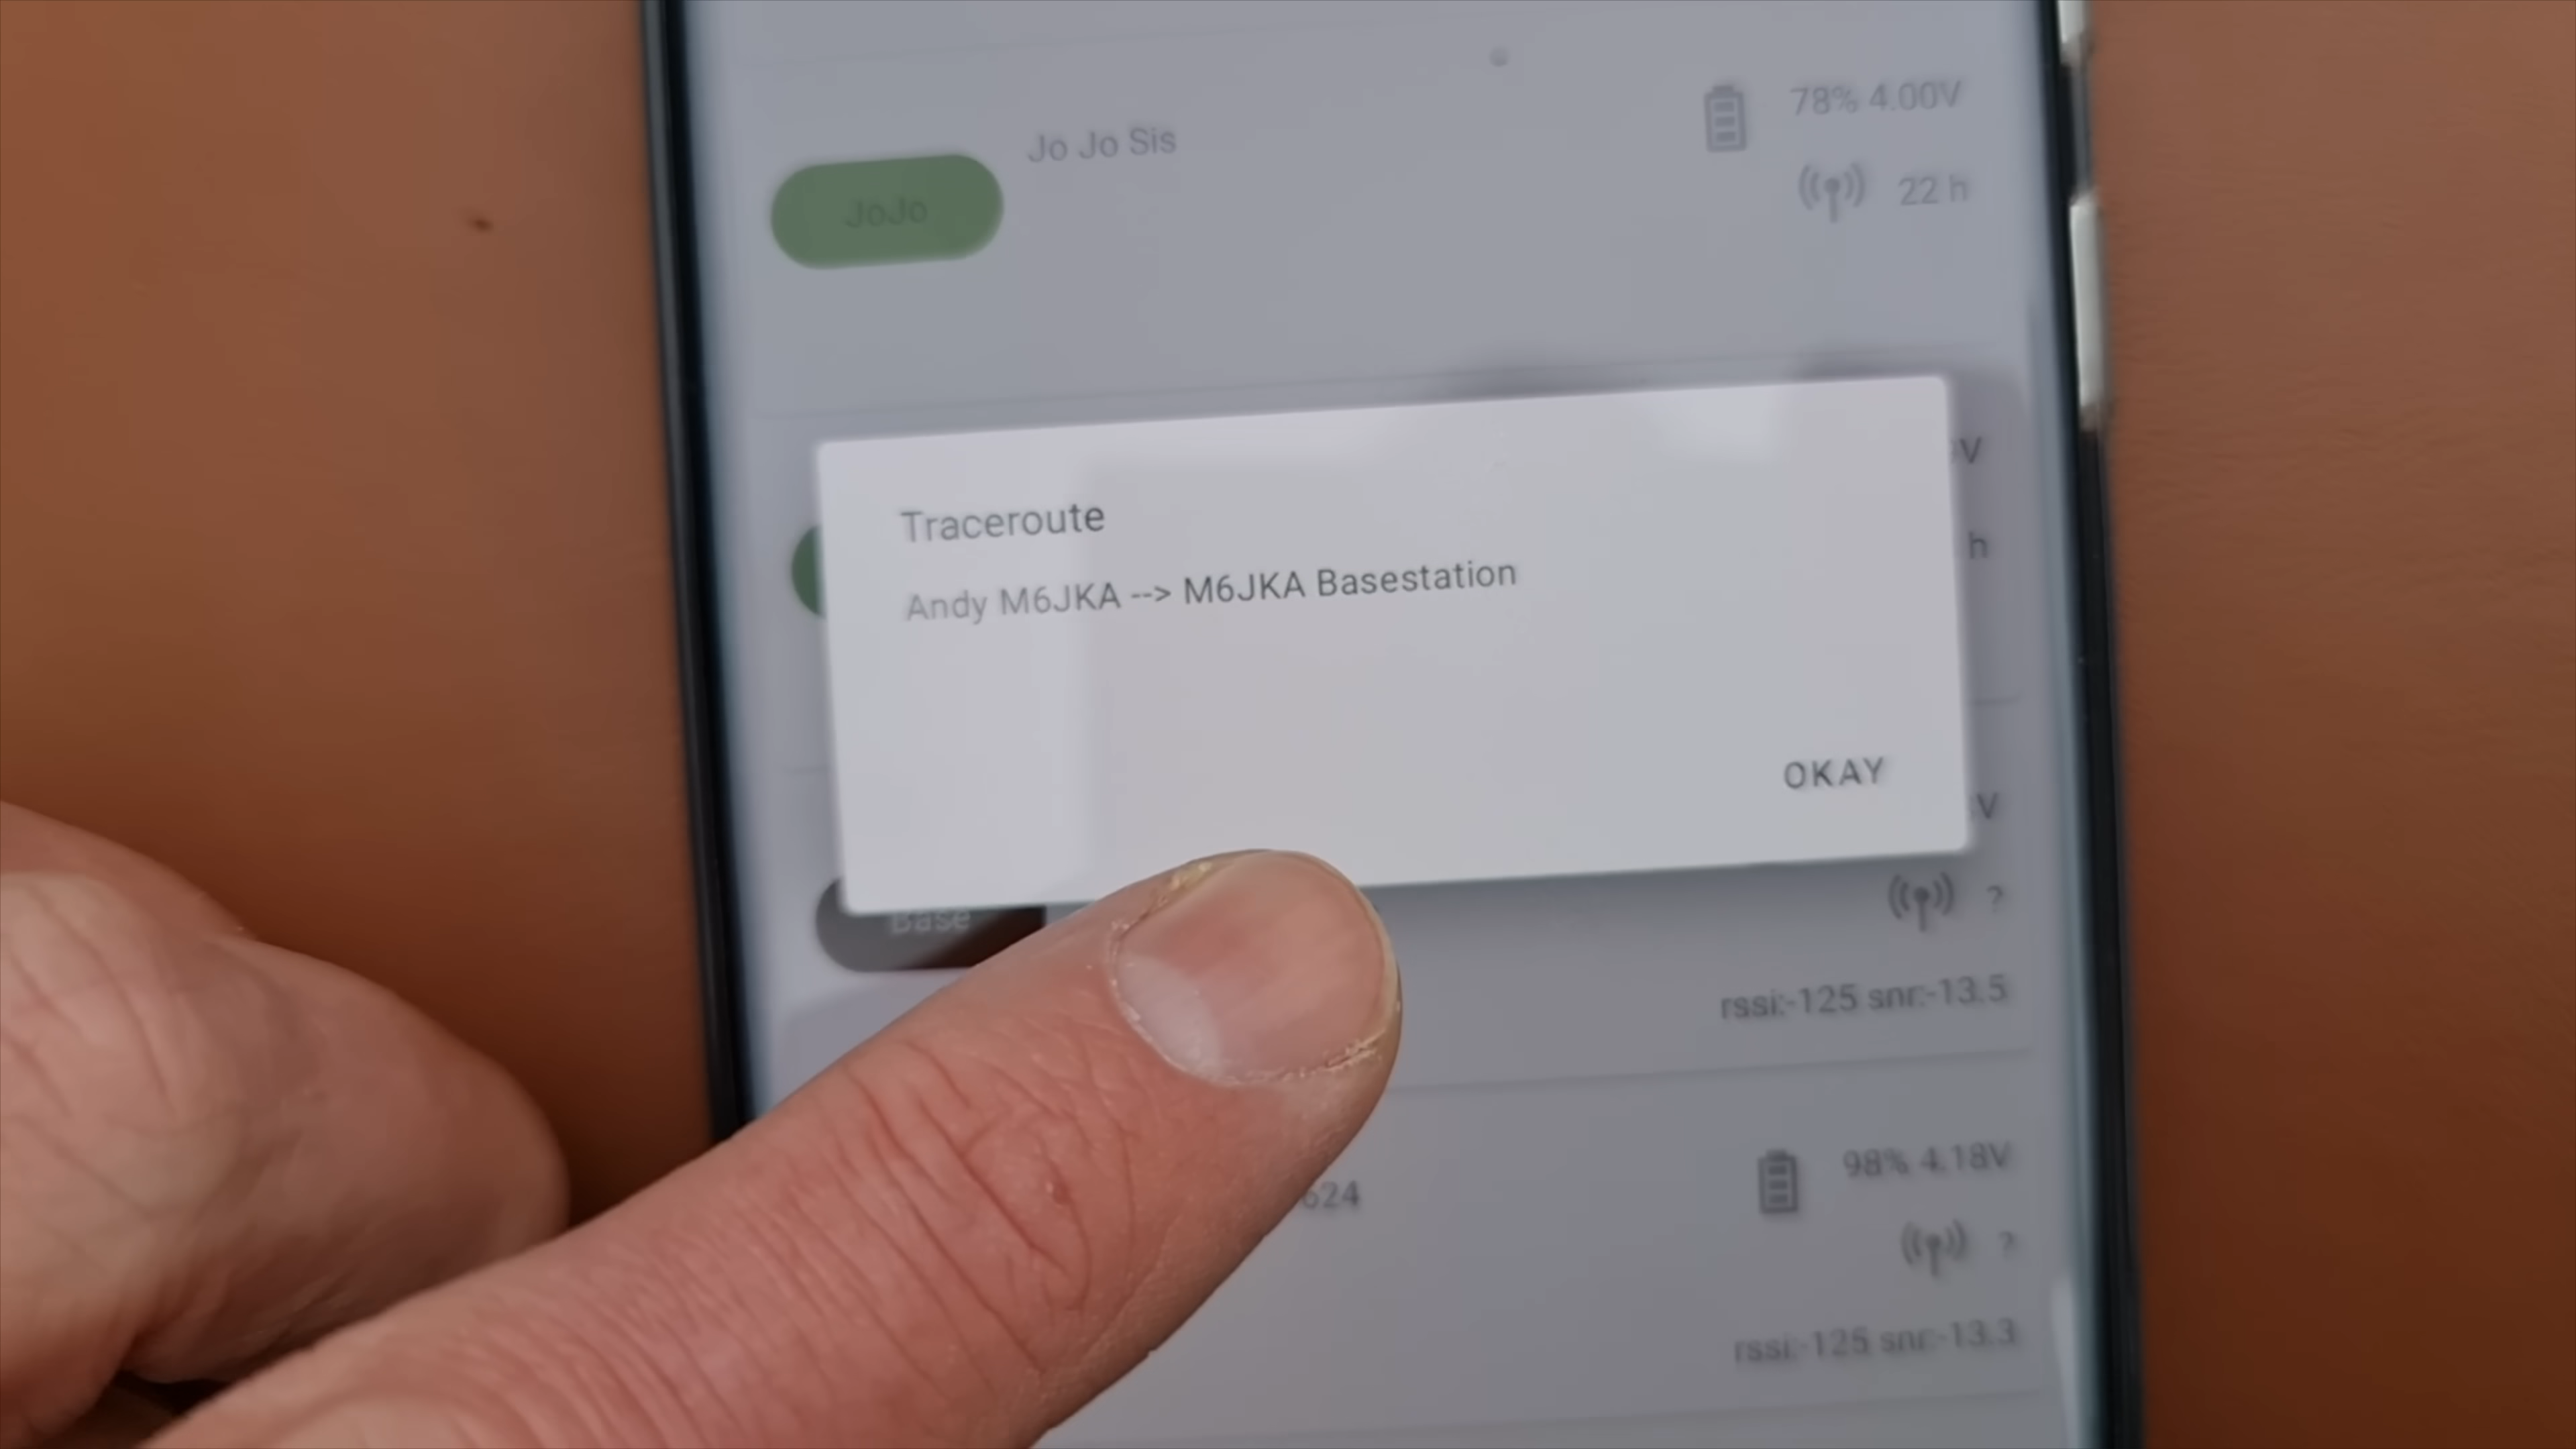 Jo Jo Sis
78% 4.00V
JoJo
22 h
V
Traceroute
h
Andy M6JKA --> M6JKA Basestation
OKAY
V
Base
?
rssi:-125 snr:-13.5
98% 4.18V
624
?
rssi:-125 snr:-13.3